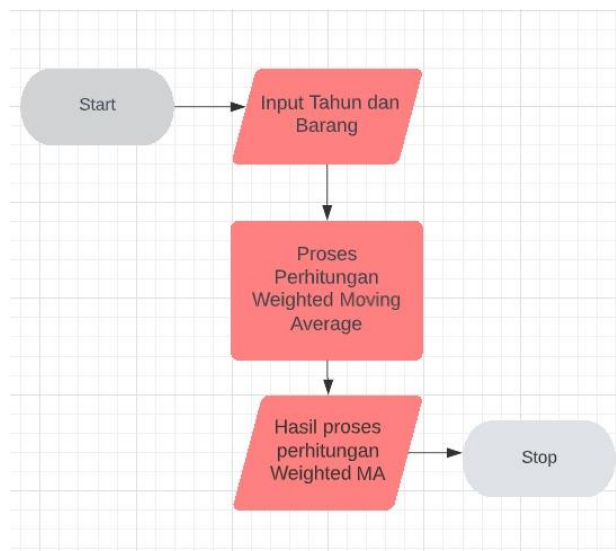 Start
Input Tahun dan
Barang
Proses
Perhitungan
Weighted Moving
Average
Hasil proses
perhitungan
Weighted MA
Stop